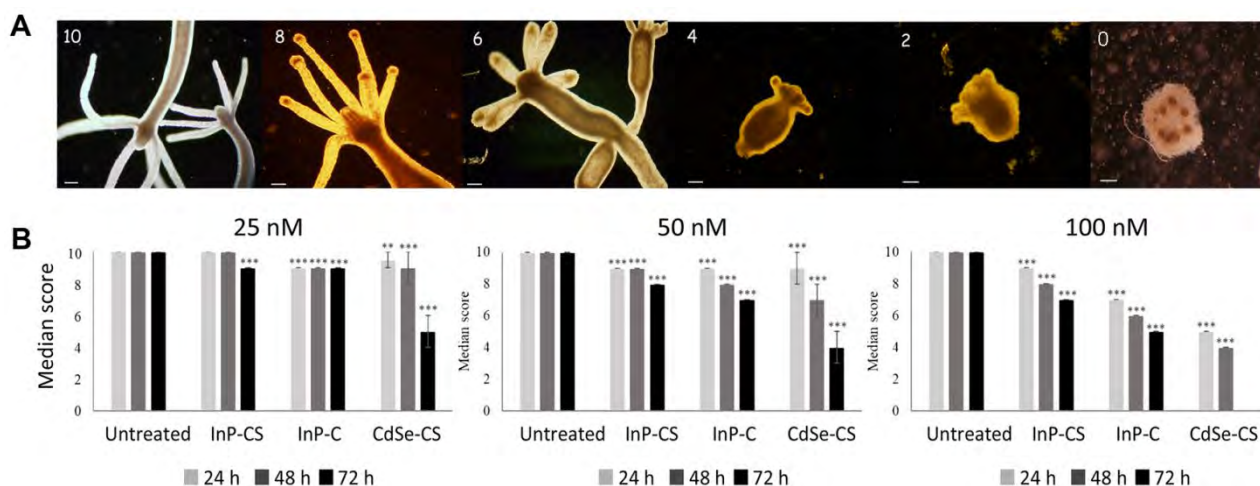 A
10 8 6 4 2 0
B
25 nM 50 nM 100 nM
Median score
10
8
6
4
2
0
** *** *** *** *** *** ***
Untreated InP-CS InP-C CdSe-CS
24 h 48 h 72 h
Median score
10
8
6
4
2
0
*** *** *** *** *** *** *** *** ***
Untreated InP-CS InP-C CdSe-CS
24 h 48 h 72 h
Median score
10
8
6
4
2
0
*** *** *** *** *** *** *** ***
Untreated InP-CS InP-C CdSe-CS
24 h 48 h 72 h